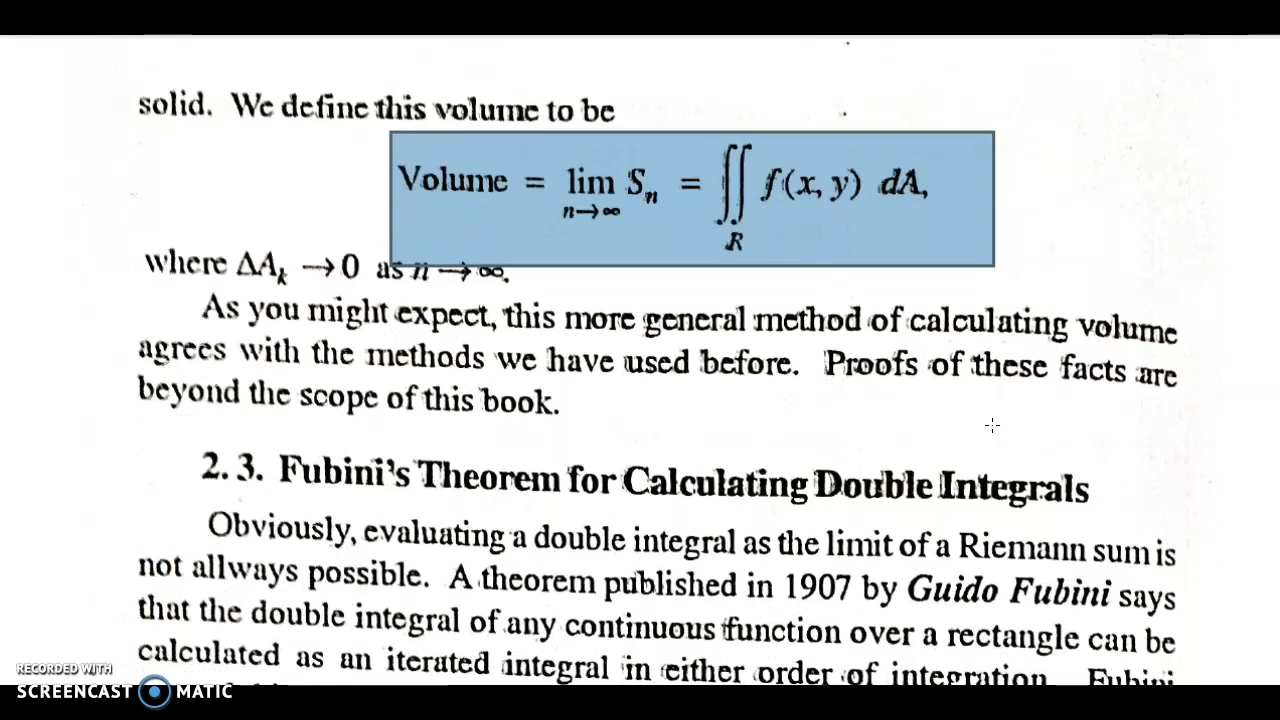 solid. We define this volume to be
Volume = lim Sₙ = ∬ f(x, y) dA,
n→∞ R
where ΔAₖ →0 as n →∞.
As you might expect, this more general method of calculating volume
agrees with the methods we have used before. Proofs of these facts are
beyond the scope of this book.
2. 3. Fubini's Theorem for Calculating Double Integrals
Obviously, evaluating a double integral as the limit of a Riemann sum is
not allways possible. A theorem published in 1907 by Guido Fubini says
that the double integral of any continuous function over a rectangle can be
calculated as an iterated integral in either order of integration. Fubini
RECORDED WITH
SCREENCAST MATIC